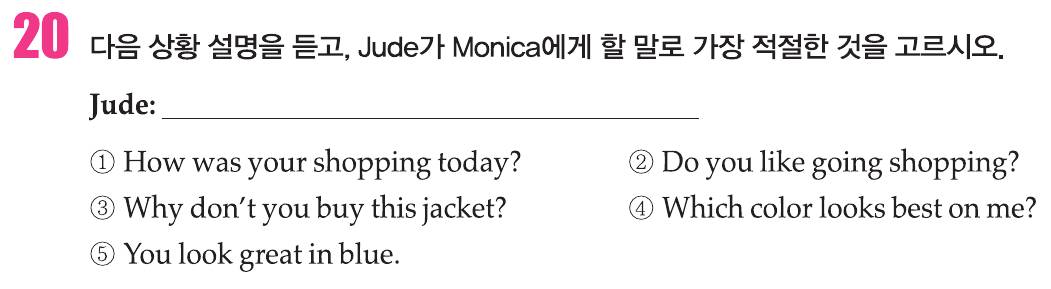 20 다음 상황 설명을 듣고, Jude가 Monica에게 할 말로 가장 적절한 것을 고르시오.
Jude:
① How was your shopping today? ② Do you like going shopping?
③ Why don't you buy this jacket? ④ Which color looks best on me?
⑤ You look great in blue.